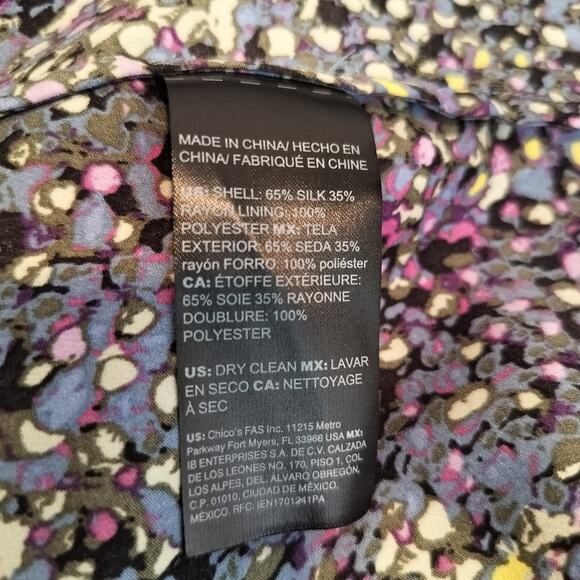 MADE IN CHINA/ HECHO EN
CHINA/ FABRIQUÉ EN CHINE
US: SHELL: 65% SILK 35%
RAYON LINING: 100%
POLYESTER MX: TELA
EXTERIOR: 65% SEDA 35%
rayón FORRO: 100% poliéster
CA: ÉTOFFE EXTÉRIEURE:
65% SOIE 35% RAYONNE
DOUBLURE: 100%
POLYESTER
US: DRY CLEAN MX: LAVAR
EN SECO CA: NETTOYAGE
À SEC
US: Chico's FAS Inc. 11215 Metro
Parkway Fort Myers, FL 33966 USA MX:
IB ENTERPRISES S.A. DE C.V. CALZADA
DE LOS LEONES NO. 170, PISO 1, COL
LOS ALPES, DEL. ÁLVARO OBREGÓN,
C.P. 01010, CIUDAD DE MÉXICO,
MÉXICO, RFC. IEN1701241PA